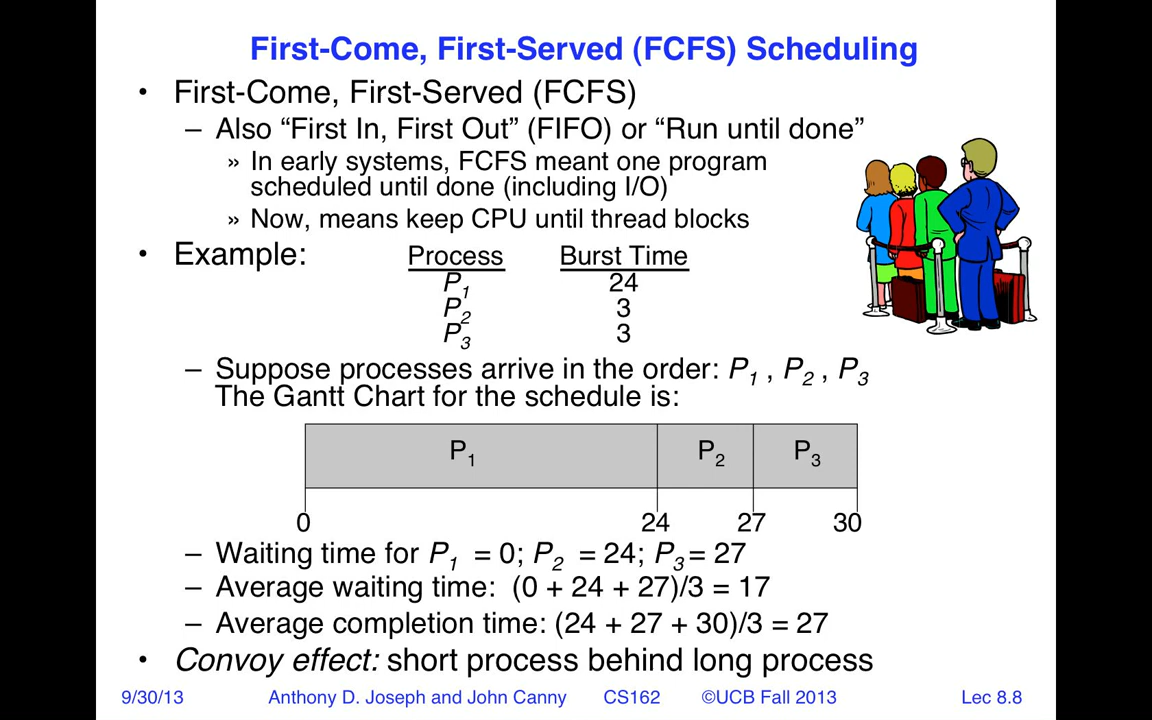 First-Come, First-Served (FCFS) Scheduling
• First-Come, First-Served (FCFS)
– Also “First In, First Out” (FIFO) or “Run until done”
» In early systems, FCFS meant one program
scheduled until done (including I/O)
» Now, means keep CPU until thread blocks
• Example: Process Burst Time
P1 24
P2 3
P3 3
– Suppose processes arrive in the order: P1 , P2 , P3
The Gantt Chart for the schedule is:
P1 P2 P3
0 24 27 30
– Waiting time for P1 = 0; P2 = 24; P3 = 27
– Average waiting time: (0 + 24 + 27)/3 = 17
– Average completion time: (24 + 27 + 30)/3 = 27
• Convoy effect: short process behind long process
9/30/13 Anthony D. Joseph and John Canny CS162 ©UCB Fall 2013 Lec 8.8